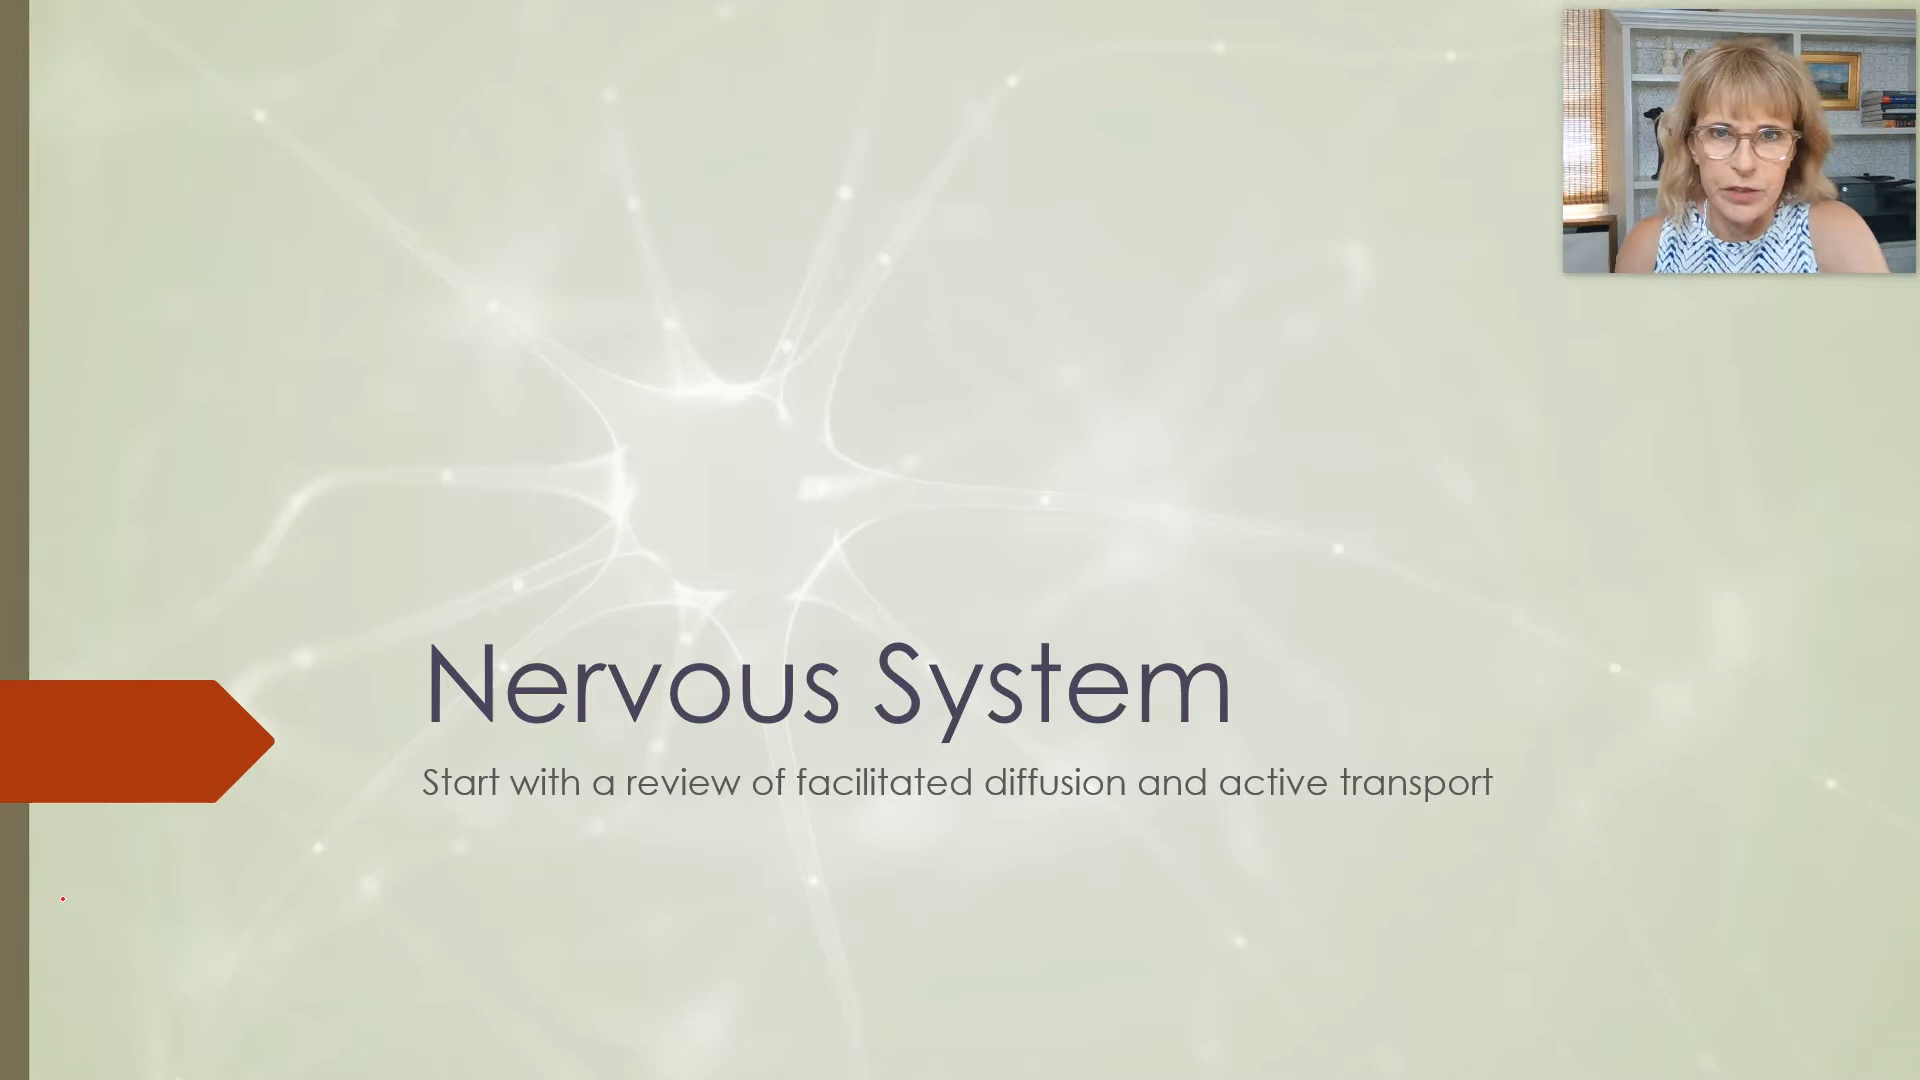 Nervous System
Start with a review of facilitated diffusion and active transport